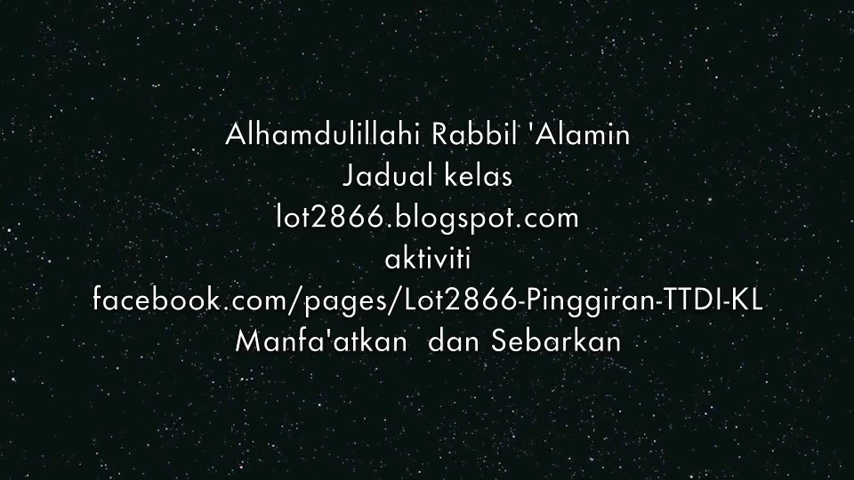 Alhamdulillahi Rabbil 'Alamin
Jadual kelas
lot2866.blogspot.com
aktiviti
facebook.com/pages/Lot2866-Pinggiran-TTDI-KL
Manfa'atkan  dan Sebarkan